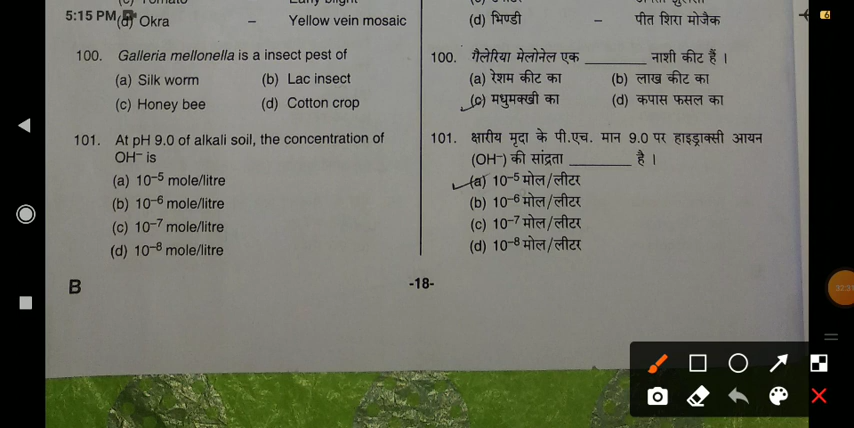 5:15 PM
(d) Okra – Yellow vein mosaic
100. Galleria mellonella is a insect pest of
(a) Silk worm (b) Lac insect
(c) Honey bee (d) Cotton crop
101. At pH 9.0 of alkali soil, the concentration of
OH⁻ is
(a) 10⁻⁵ mole/litre
(b) 10⁻⁶ mole/litre
(c) 10⁻⁷ mole/litre
(d) 10⁻⁸ mole/litre
(d) भिण्डी – पीत शिरा मोजैक
100. गैलेरिया मेलोनेल एक ________ नाशी कीट हैं ।
(a) रेशम कीट का (b) लाख कीट का
(c) मधुमक्खी का (d) कपास फसल का
101. क्षारीय मृदा के पी.एच. मान 9.0 पर हाइड्राक्सी आयन
(OH⁻) की सांद्रता ________ है ।
(a) 10⁻⁵ मोल/लीटर
(b) 10⁻⁶ मोल/लीटर
(c) 10⁻⁷ मोल/लीटर
(d) 10⁻⁸ मोल/लीटर
B
-18-